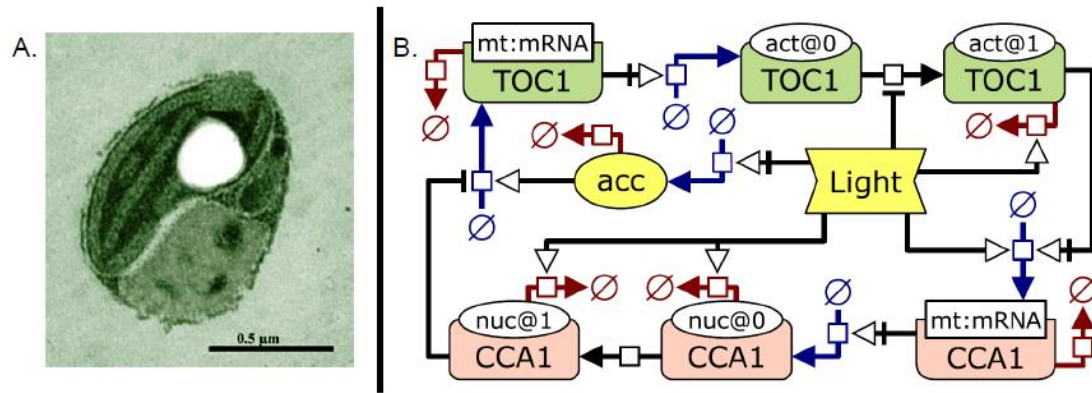 A.
0.5 µm
B.
mt:mRNA
TOC1
act@0
TOC1
act@1
TOC1
∅
∅
∅
∅
∅
acc
Light
∅
∅
∅
∅
∅
∅
∅
nuc@1
CCA1
nuc@0
CCA1
mt:mRNA
CCA1